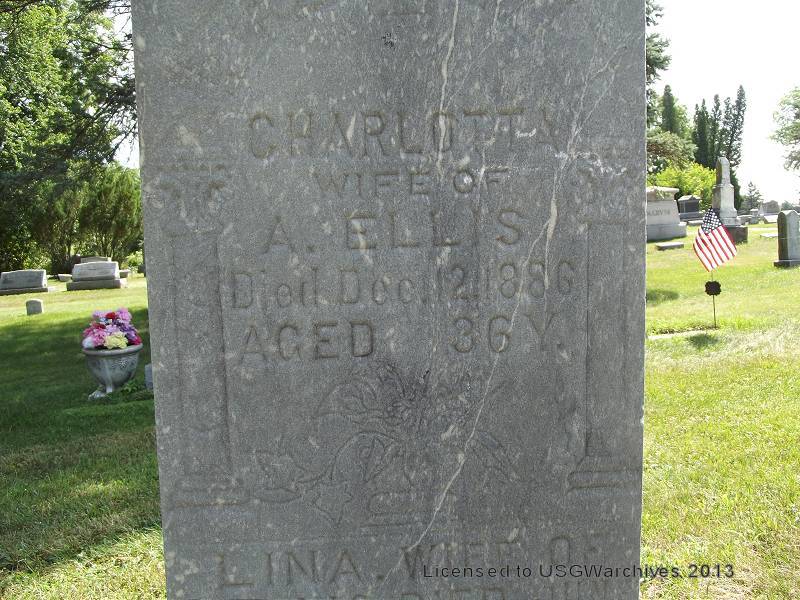 CHARLOTTA
WIFE OF
A. ELLIS
Died Dec. 12, 1886
AGED 36
LINA, WIFE OF
Licensed to USGWarchives 2013